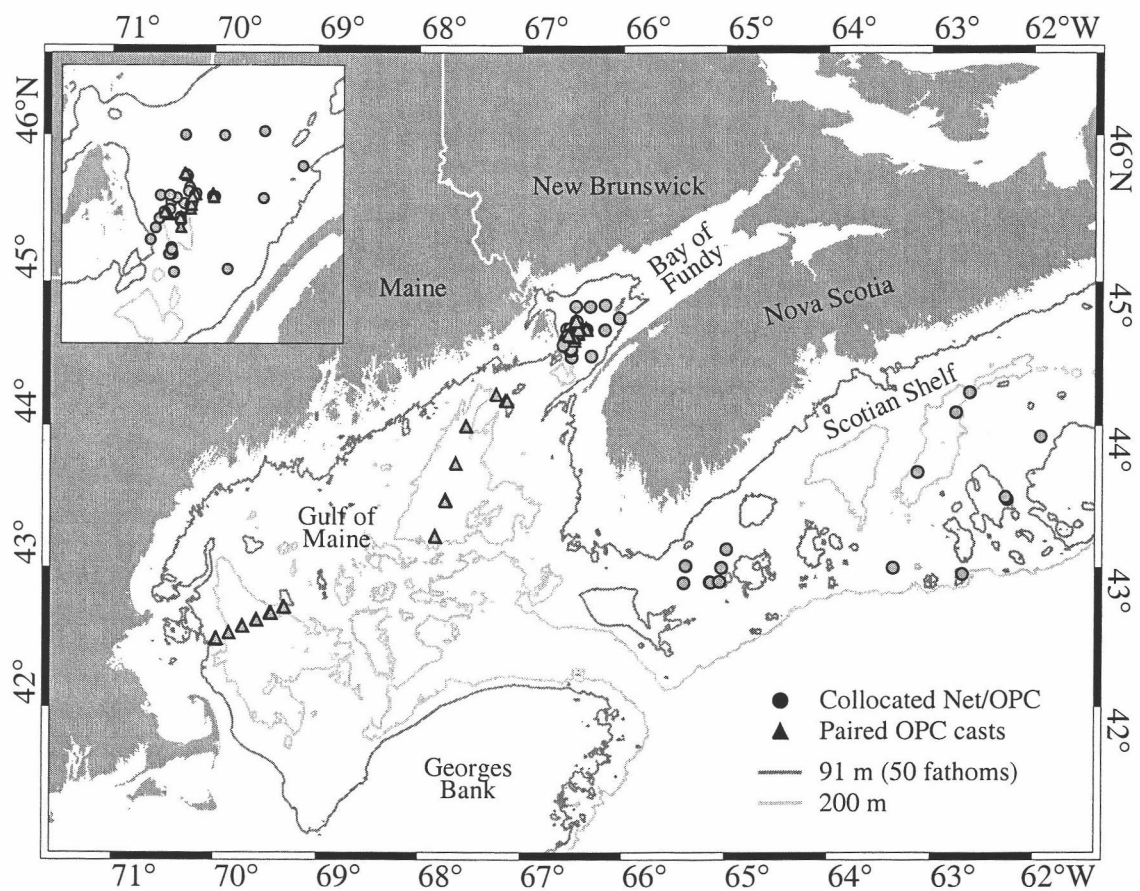 71° 70° 69° 68° 67° 66° 65° 64° 63° 62°W
46°N
46°N
New Brunswick
Bay of
Fundy
45°
45°
Maine
Nova Scotia
44°
44°
Scotian Shelf
Gulf of
Maine
43°
43°
42°
42°
Collocated Net/OPC
Paired OPC casts
91 m (50 fathoms)
200 m
Georges
Bank
71° 70° 69° 68° 67° 66° 65° 64° 63° 62°W